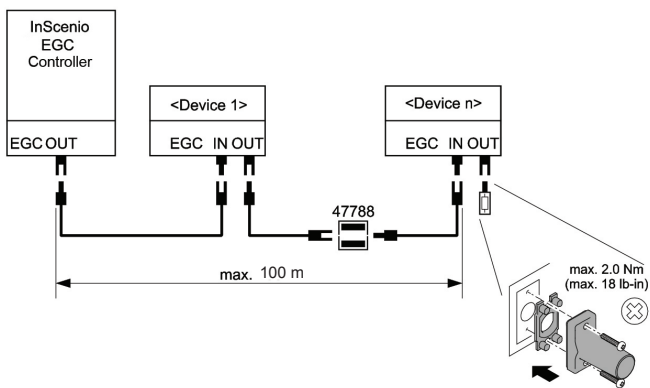 InScenio
EGC
Controller
EGC OUT
<Device 1>
EGC IN OUT
<Device n>
EGC IN OUT
47788
max. 100 m
max. 2.0 Nm
(max. 18 lb-in)